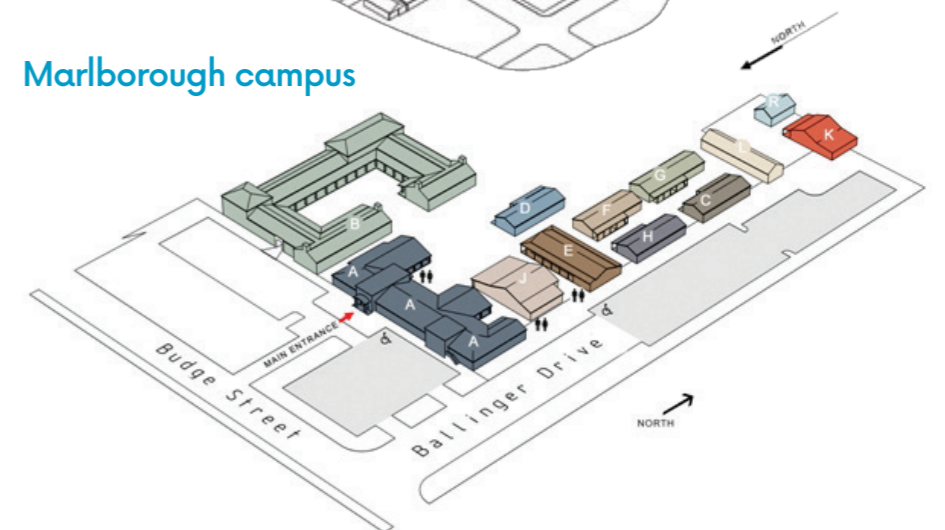 NORTH
Marlborough campus
R
K
L
G
C
D
F
B
H
E
A
J
A
A
MAIN ENTRANCE
Budge Street
Ballinger Drive
NORTH